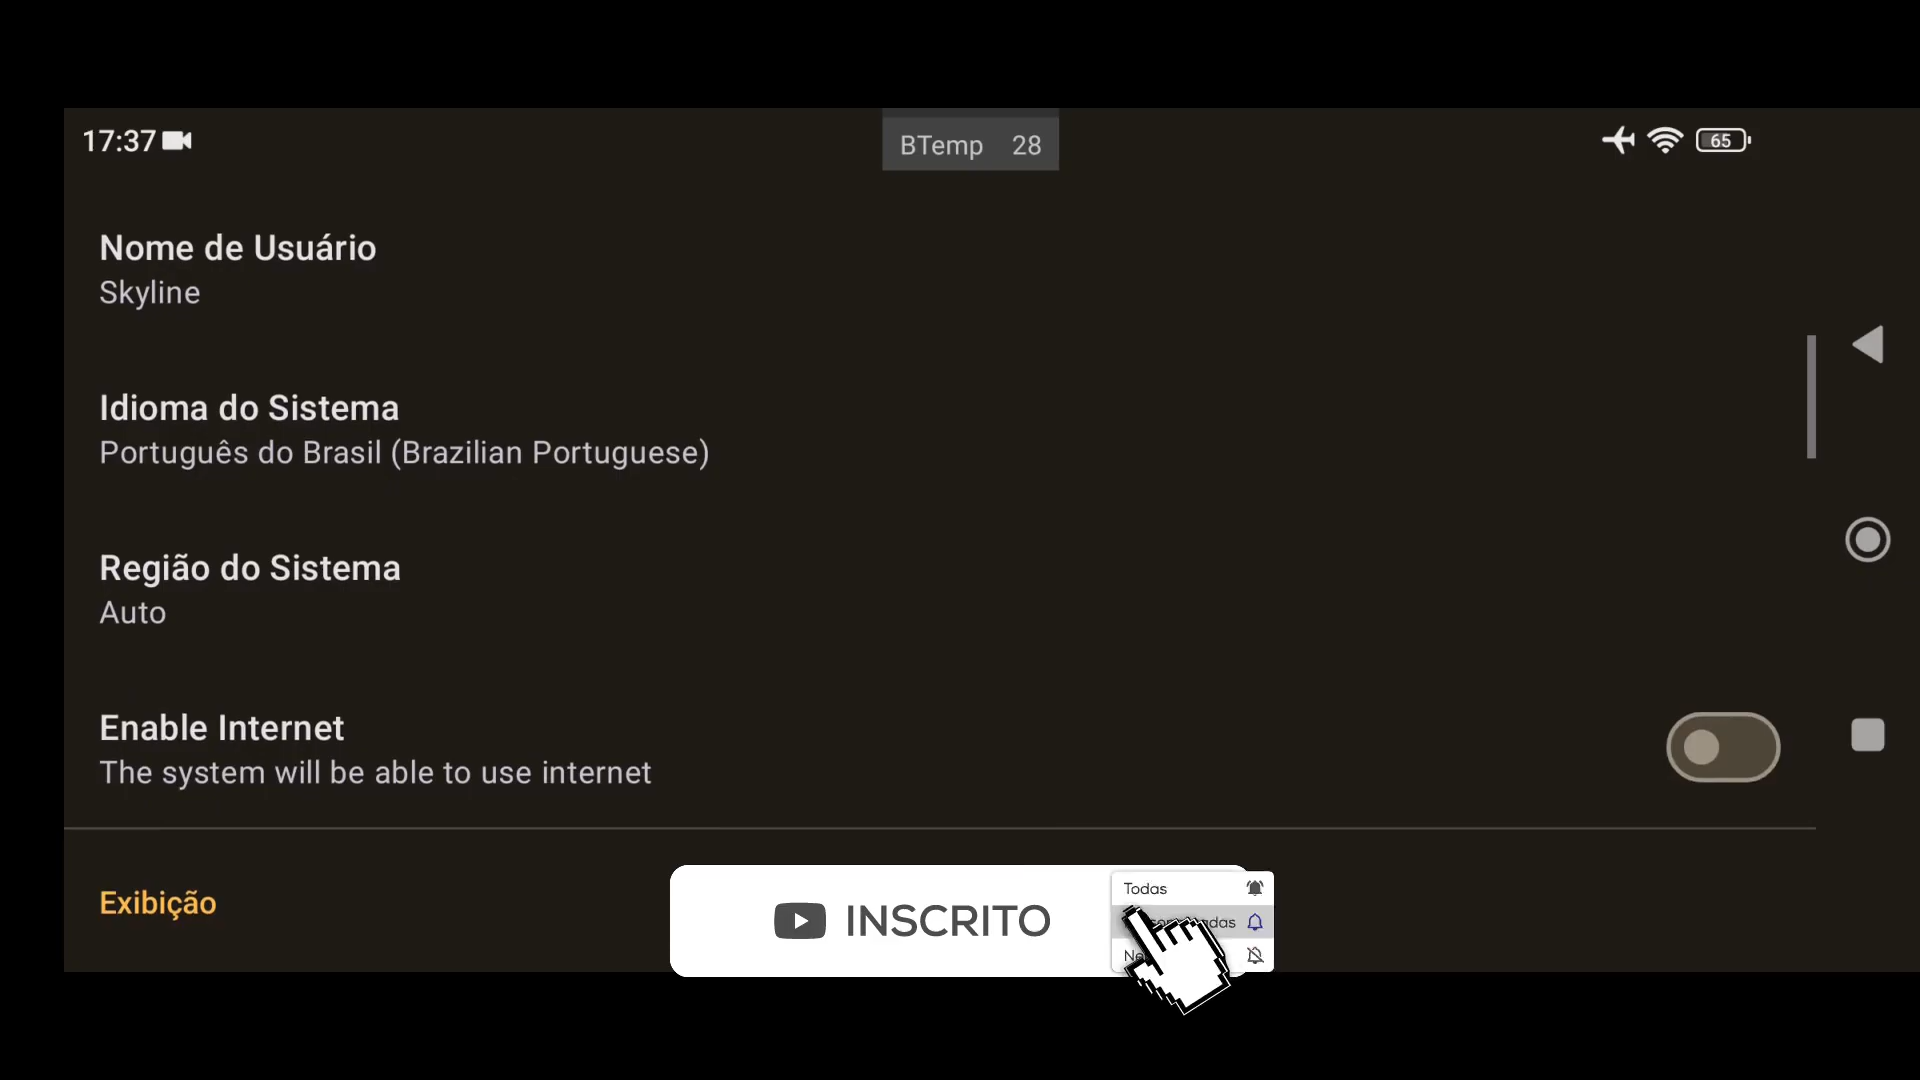 17:37
BTemp 28
65
Nome de Usuário
Skyline
Idioma do Sistema
Português do Brasil (Brazilian Portuguese)
Região do Sistema
Auto
Enable Internet
The system will be able to use internet
Exibição
INSCRITO
Todas